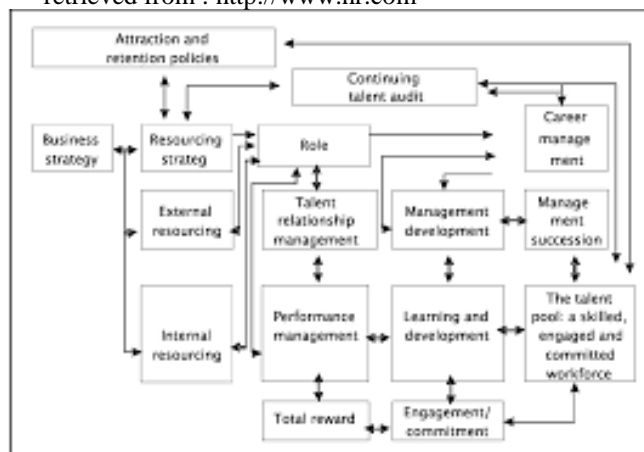 retrieved from : http://www.hr.com
Attraction and
retention policies
Continuing
talent audit
Business
strategy
Resourcing
strateg
Role
Career
manage
ment
External
resourcing
Talent
relationship
management
Management
development
Manage
ment
succession
Internal
resourcing
Performance
management
Learning and
development
The talent
pool: a skilled,
engaged and
committed
workforce
Total reward
Engagement/
commitment